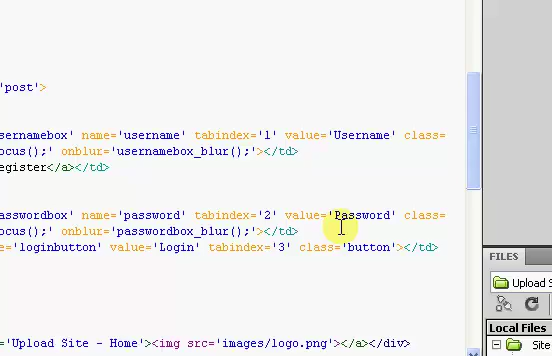 'post'>
sernamebox' name='username' tabindex='1' value='Username' class=
ocus();' onblur='usernamebox_blur();'></td>
egister</a></td>
asswordbox' name='password' tabindex='2' value='Password' class=
ocus();' onblur='passwordbox_blur();'></td>
e='loginbutton' value='Login' tabindex='3' class='button'></td>
FILES
Upload S
Local Files
Site
='Upload Site - Home'><img src='images/logo.png'></a></div>